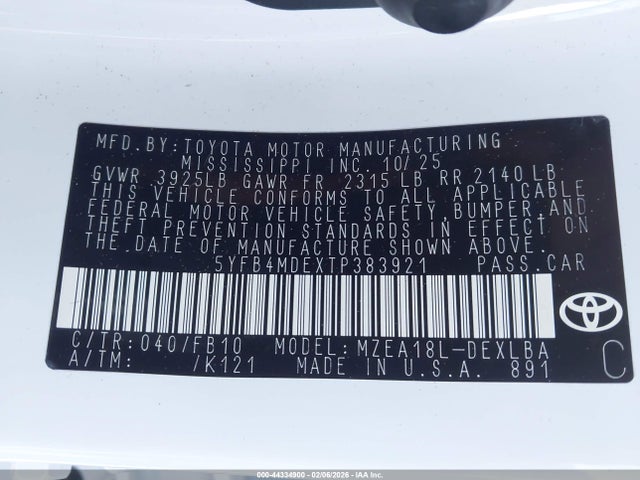 MFD. BY: TOYOTA MOTOR MANUFACTURING
MISSISSIPPI INC. 10/25
GVWR 3925LB GAWR FR 2315 LB RR 2140 LB
THIS VEHICLE CONFORMS TO ALL APPLICABLE
FEDERAL MOTOR VEHICLE SAFETY, BUMPER, AND
THEFT PREVENTION STANDARDS IN EFFECT ON
THE DATE OF MANUFACTURE SHOWN ABOVE.
5YFB4MDEXTP383921 PASS. CAR
C/TR: 040/FB10 MODEL: MZEA18L-DEXLBA
A/TM: /K121 MADE IN U.S.A. 891
C
000-44334900 - 02/06/2026 - IAA Inc.